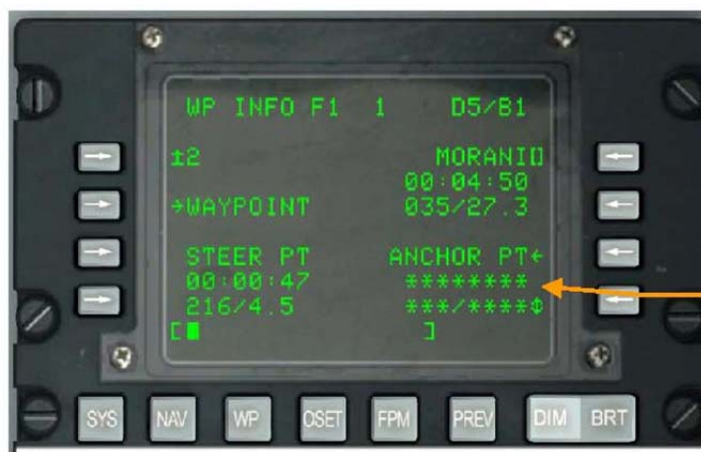 WP INFO F1 1 D5/B1
±2 MORANI[]
00:04:50
→WAYPOINT 035/27.3
STEER PT ANCHOR PT←
00:00:47 ********
216/4.5 ***/****⌽
[ ]
SYS NAV WP OSET FPM PREV DIM BRT